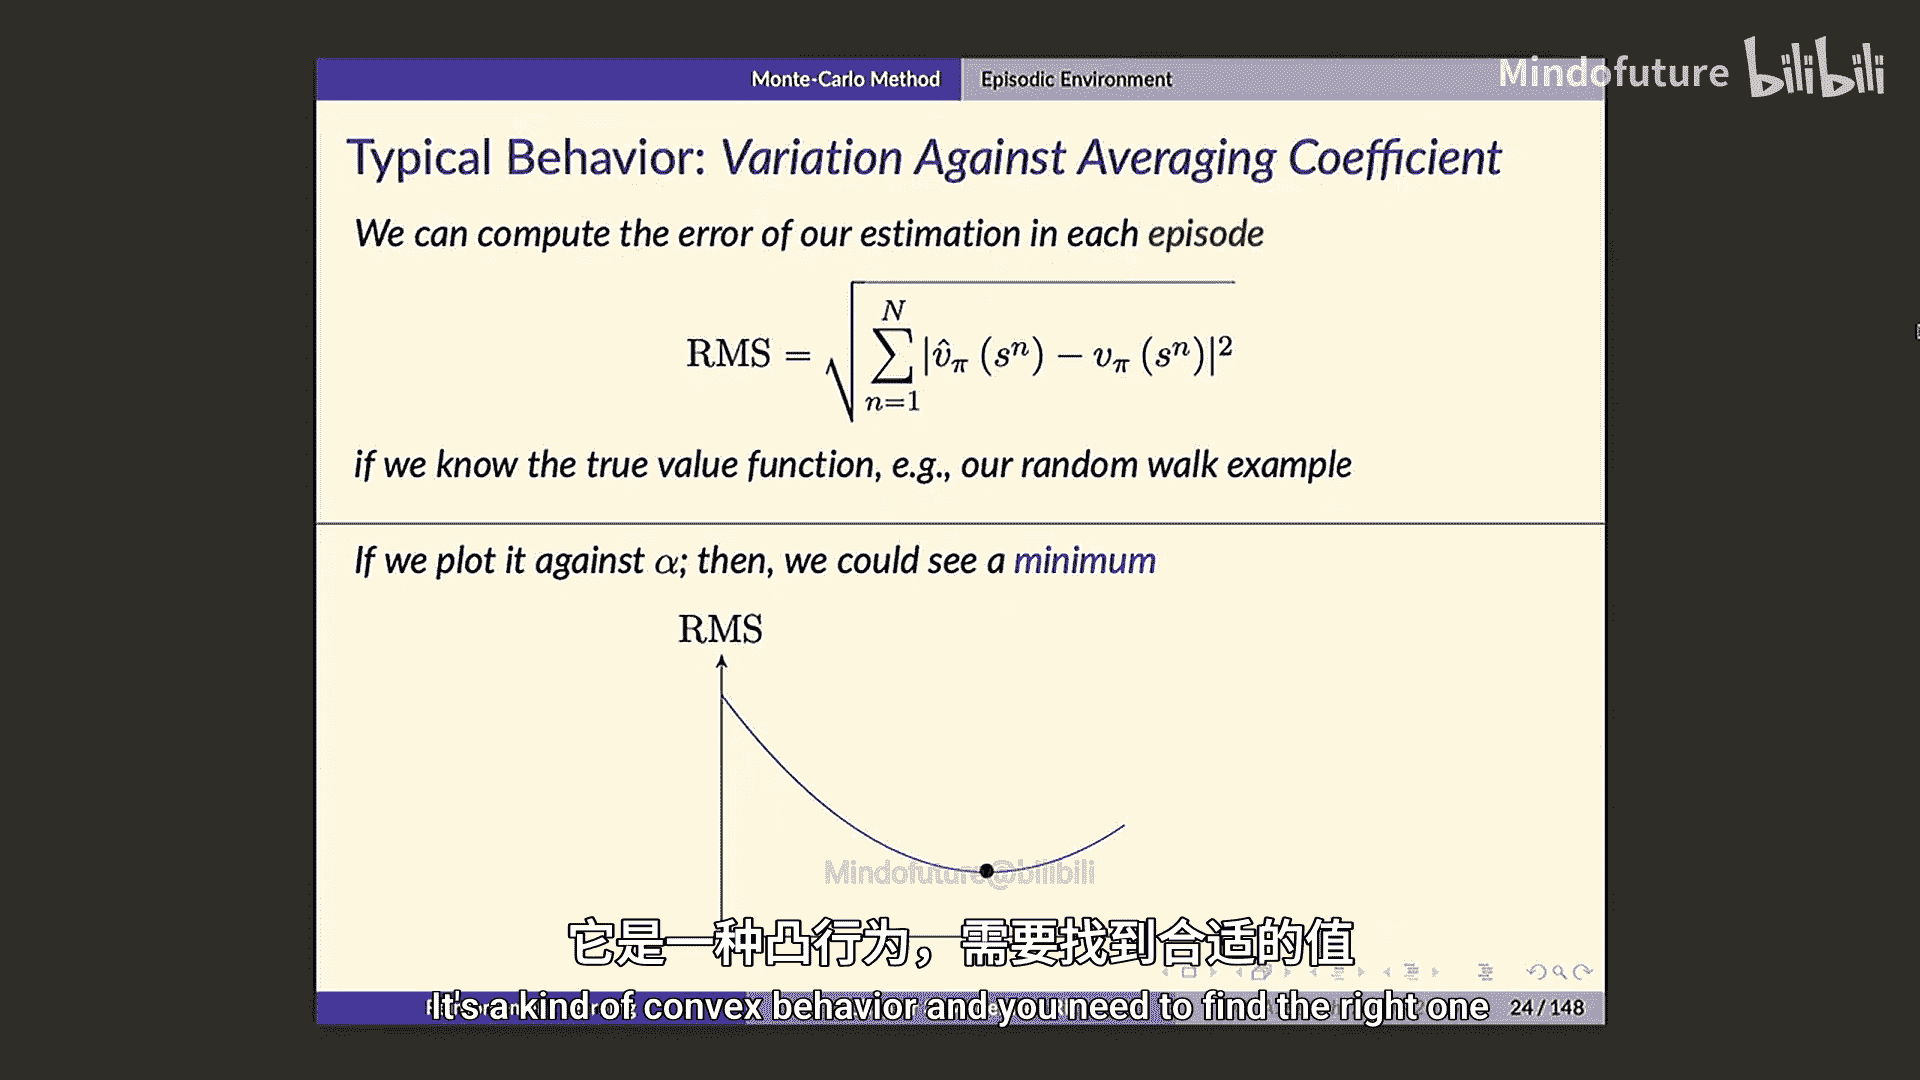 Monte-Carlo Method
Episodic Environment
Mindofuture bilibili
Typical Behavior: Variation Against Averaging Coefficient
We can compute the error of our estimation in each episode
RMS = √ ∑_{n=1}^{N} |v̂_π (sⁿ) − v_π (sⁿ)|²
if we know the true value function, e.g., our random walk example
If we plot it against α; then, we could see a minimum
RMS
Mindofuture@bilibili
它是一种凸行为，需要找到合适的值
It's a kind of convex behavior and you need to find the right one
24 / 148